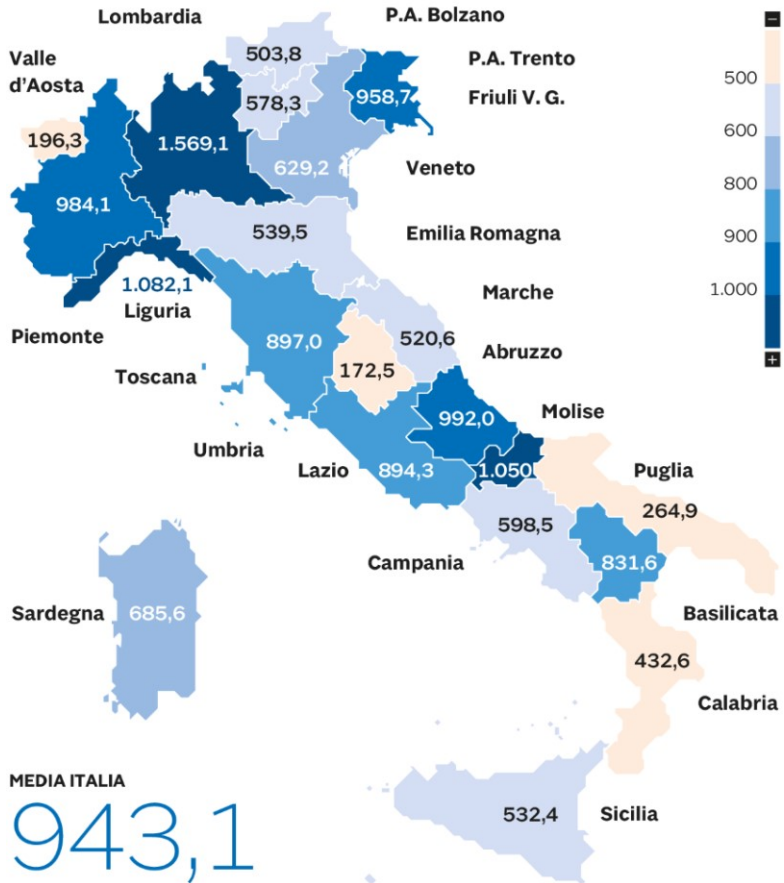 Lombardia
P.A. Bolzano
503,8
Valle
d'Aosta
P.A. Trento
578,3
958,7
Friuli V. G.
196,3
1.569,1
629,2
Veneto
984,1
539,5
Emilia Romagna
1.082,1
Liguria
Marche
Piemonte
897,0
520,6
Abruzzo
Toscana
172,5
992,0
Molise
Umbria
Lazio
894,3
1.050
Puglia
264,9
598,5
Campania
831,6
Sardegna
685,6
Basilicata
432,6
Calabria
532,4
Sicilia
MEDIA ITALIA
943,1
−
500
600
800
900
1.000
+